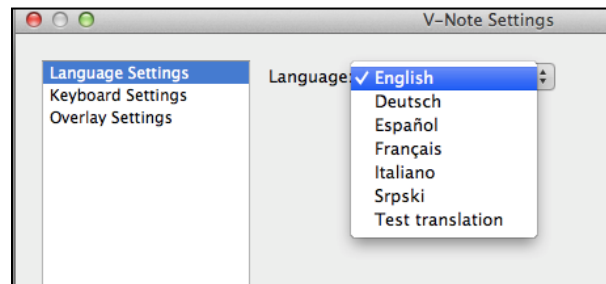 V-Note Settings
Language Settings
Keyboard Settings
Overlay Settings
Language:
✓ English
Deutsch
Español
Français
Italiano
Srpski
Test translation